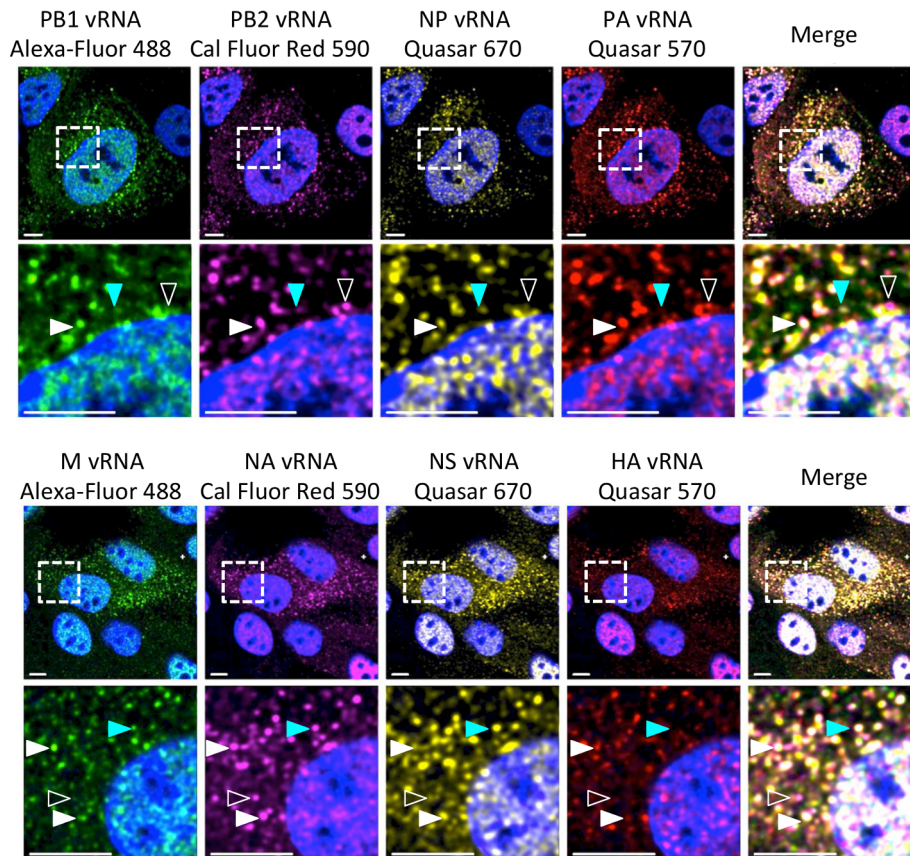 PB1 vRNA
Alexa-Fluor 488
PB2 vRNA
Cal Fluor Red 590
NP vRNA
Quasar 670
PA vRNA
Quasar 570
Merge
M vRNA
Alexa-Fluor 488
NA vRNA
Cal Fluor Red 590
NS vRNA
Quasar 670
HA vRNA
Quasar 570
Merge